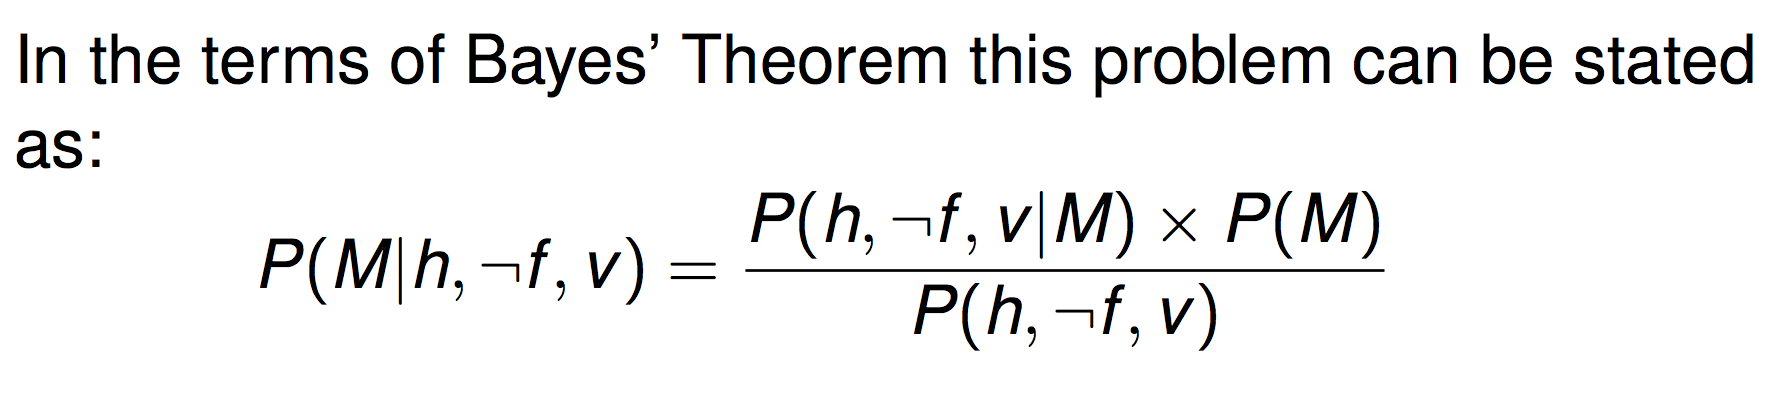 In the terms of Bayes’ Theorem this problem can be stated
as:
P(M|h, ¬f, v) = P(h, ¬f, v|M) × P(M)
P(h, ¬f, v)